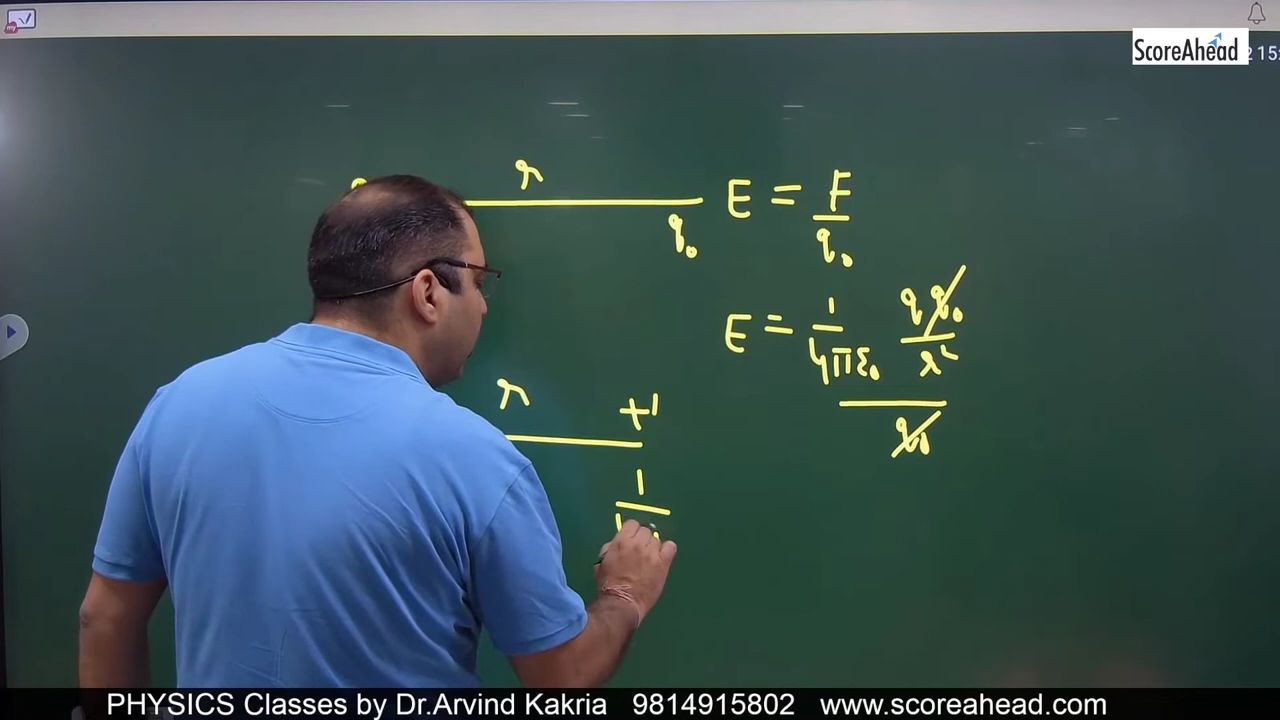 ScoreAhead
15:
r
q₀
E = F/q₀
E = 1/4πε₀ qq₀/r²
q₀
r +1
1
PHYSICS Classes by Dr.Arvind Kakria 9814915802 www.scoreahead.com